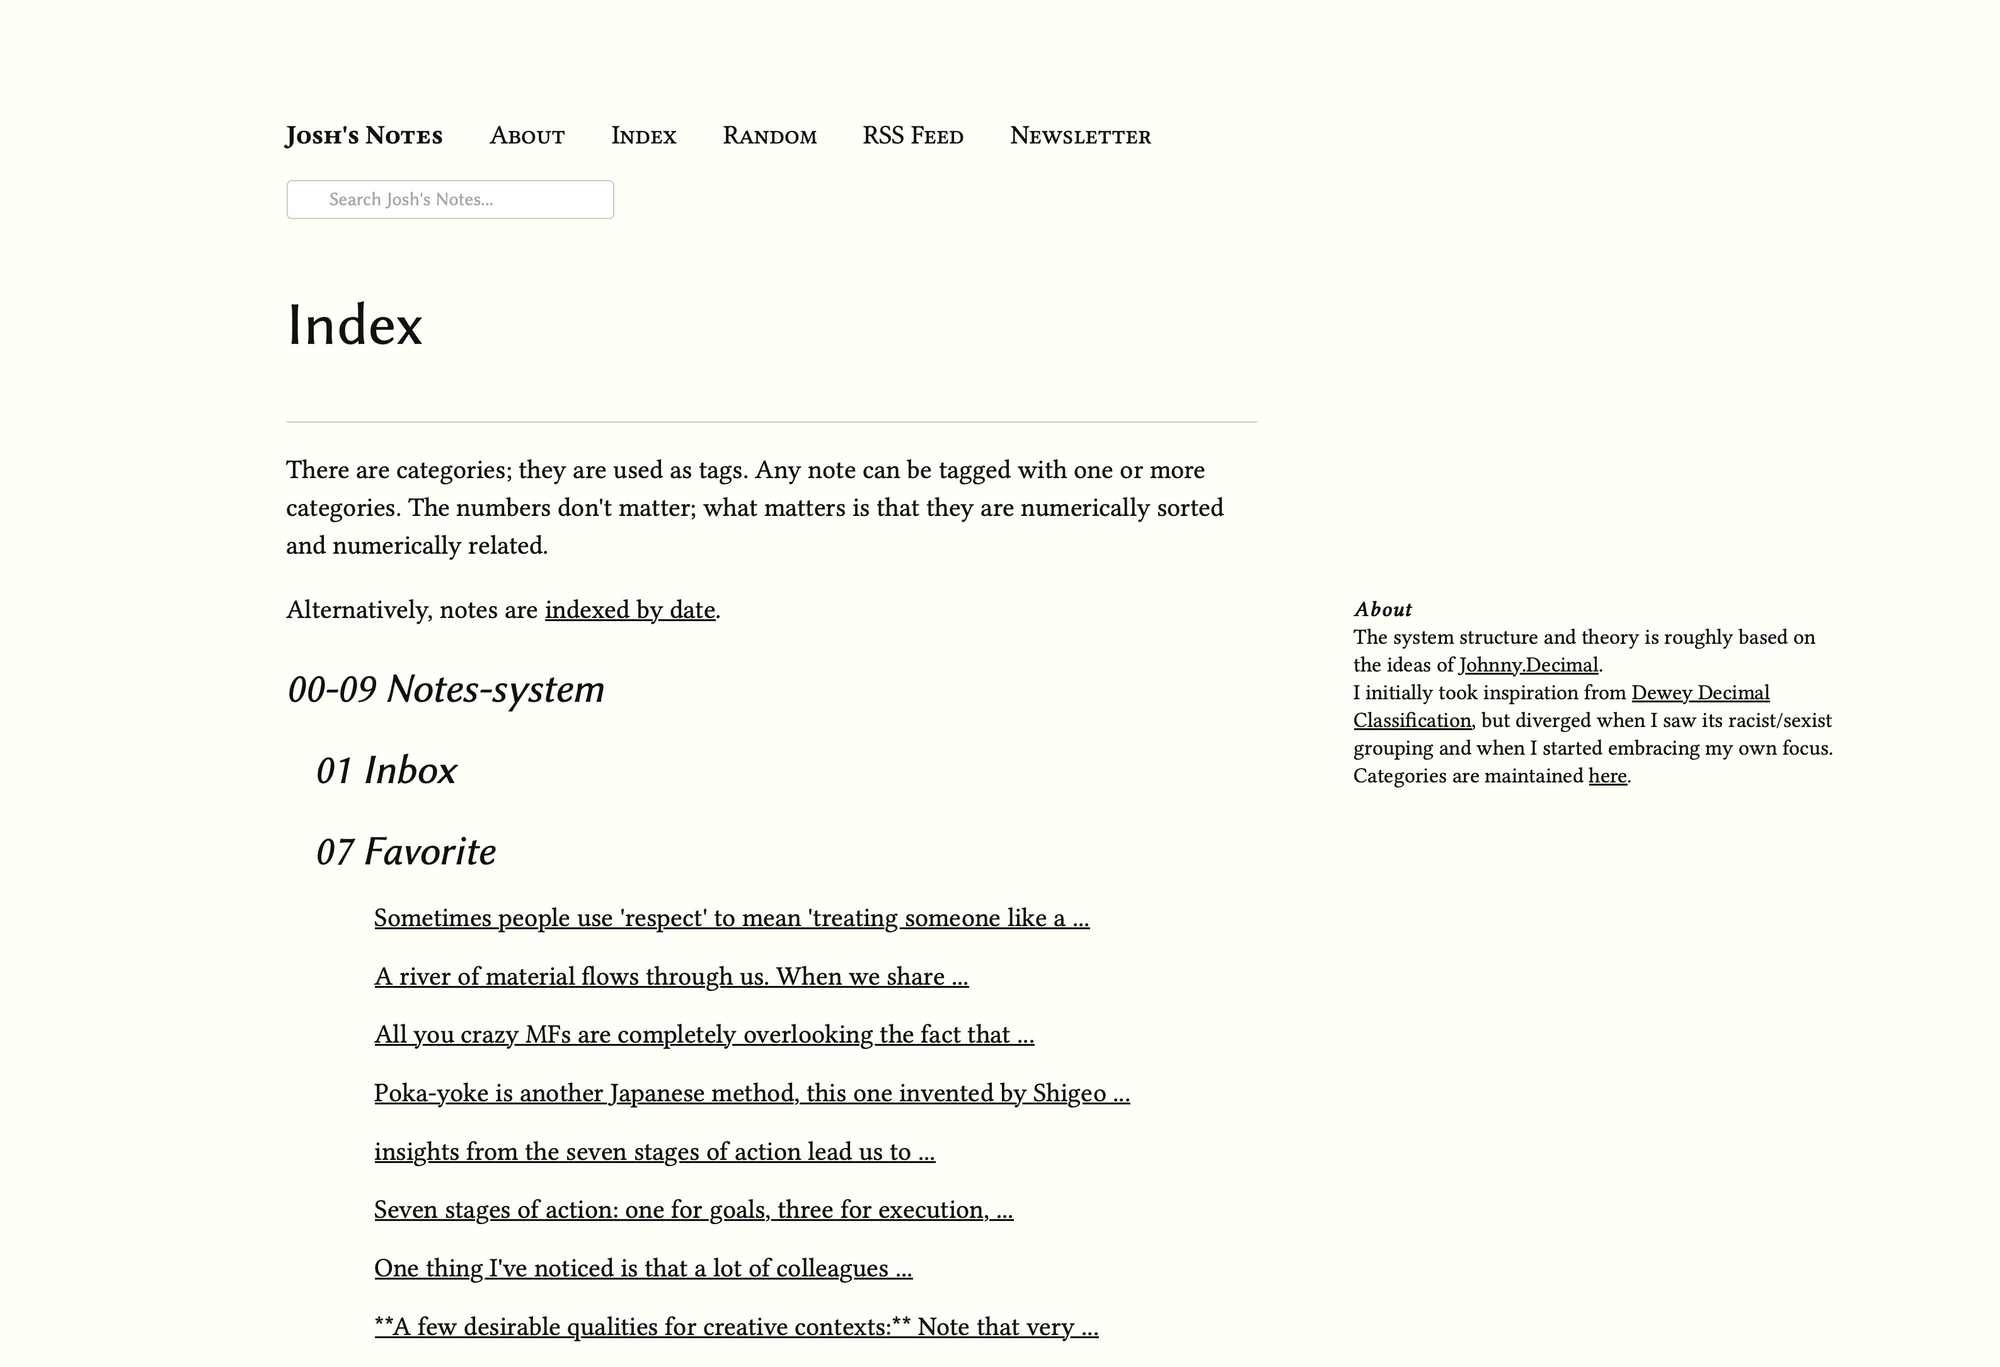 Josh's Notes About Index Random RSS Feed Newsletter
Search Josh's Notes...
Index
There are categories; they are used as tags. Any note can be tagged with one or more
categories. The numbers don't matter; what matters is that they are numerically sorted
and numerically related.
Alternatively, notes are indexed by date.
00-09 Notes-system
01 Inbox
07 Favorite
Sometimes people use 'respect' to mean 'treating someone like a ...
A river of material flows through us. When we share ...
All you crazy MFs are completely overlooking the fact that ...
Poka-yoke is another Japanese method, this one invented by Shigeo ...
insights from the seven stages of action lead us to ...
Seven stages of action: one for goals, three for execution, ...
One thing I've noticed is that a lot of colleagues ...
**A few desirable qualities for creative contexts:** Note that very ...
About
The system structure and theory is roughly based on
the ideas of Johnny.Decimal.
I initially took inspiration from Dewey Decimal
Classification, but diverged when I saw its racist/sexist
grouping and when I started embracing my own focus.
Categories are maintained here.